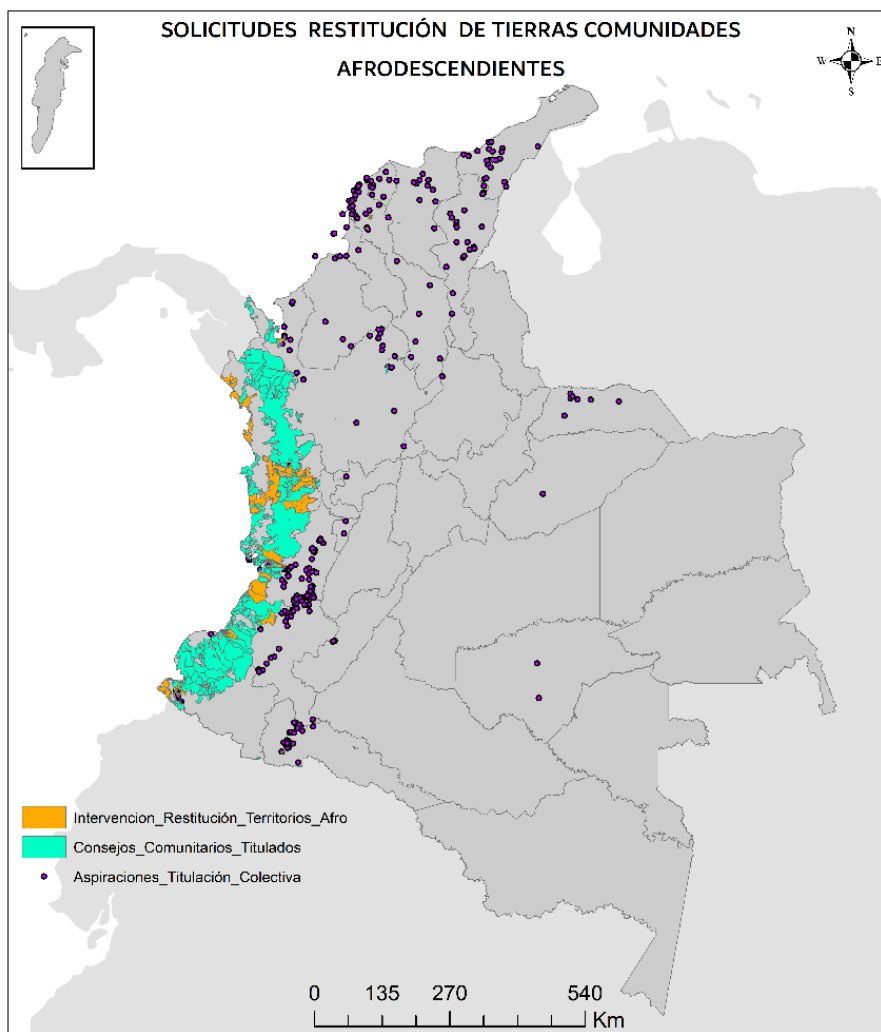 SOLICITUDES RESTITUCIÓN DE TIERRAS COMUNIDADES
AFRODESCENDIENTES
N
W E
S
Intervencion_Restitución_Territorios_Afro
Consejos_Comunitarios_Titulados
Aspiraciones_Titulación_Colectiva
0 135 270 540
Km